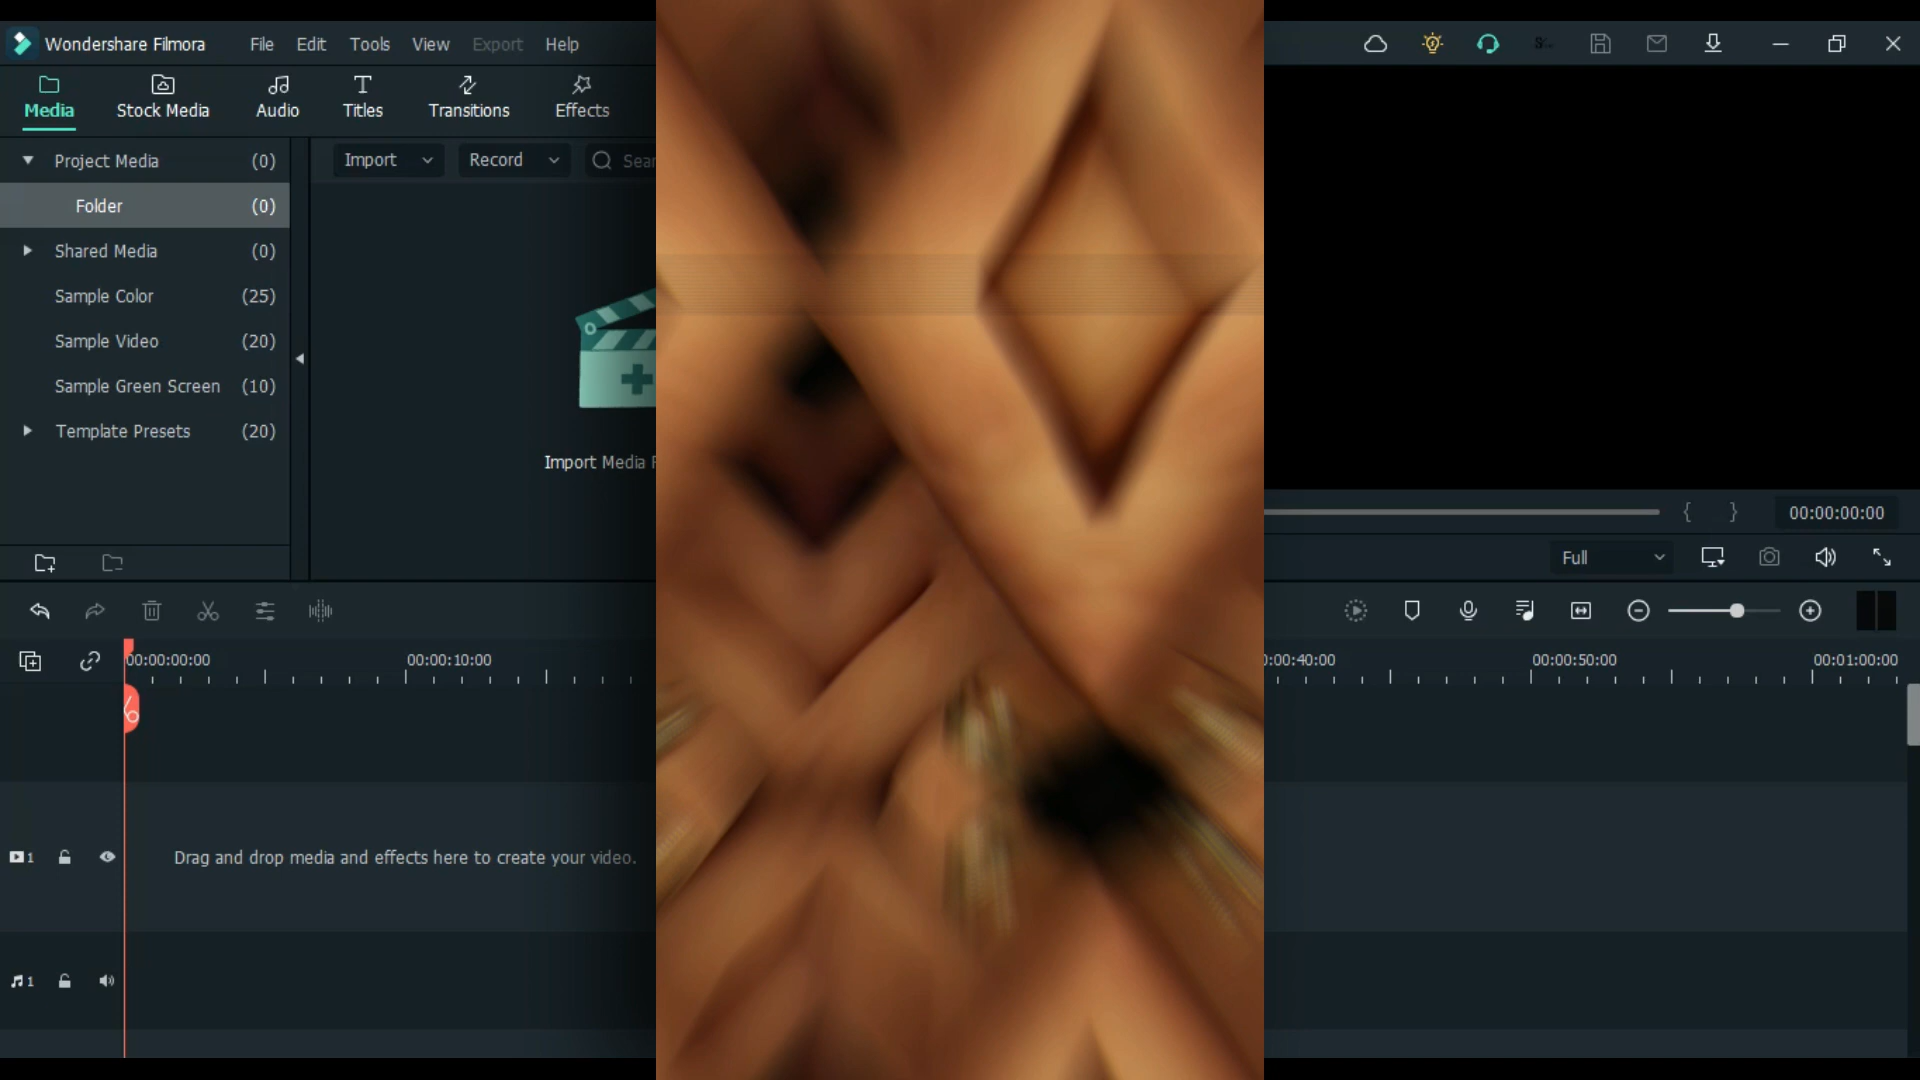 Wondershare Filmora File Edit Tools View Export Help
Media Stock Media Audio Titles Transitions Effects
Project Media (0)
Import Record
Folder (0)
Shared Media (0)
Sample Color (25)
Sample Video (20)
Sample Green Screen (10)
Template Presets (20)
Import Media
{ } 00:00:00:00
Full
00:00:00:00 00:00:10:00 0:00:40:00 00:00:50:00 00:01:00:00
1 Drag and drop media and effects here to create your video.
1